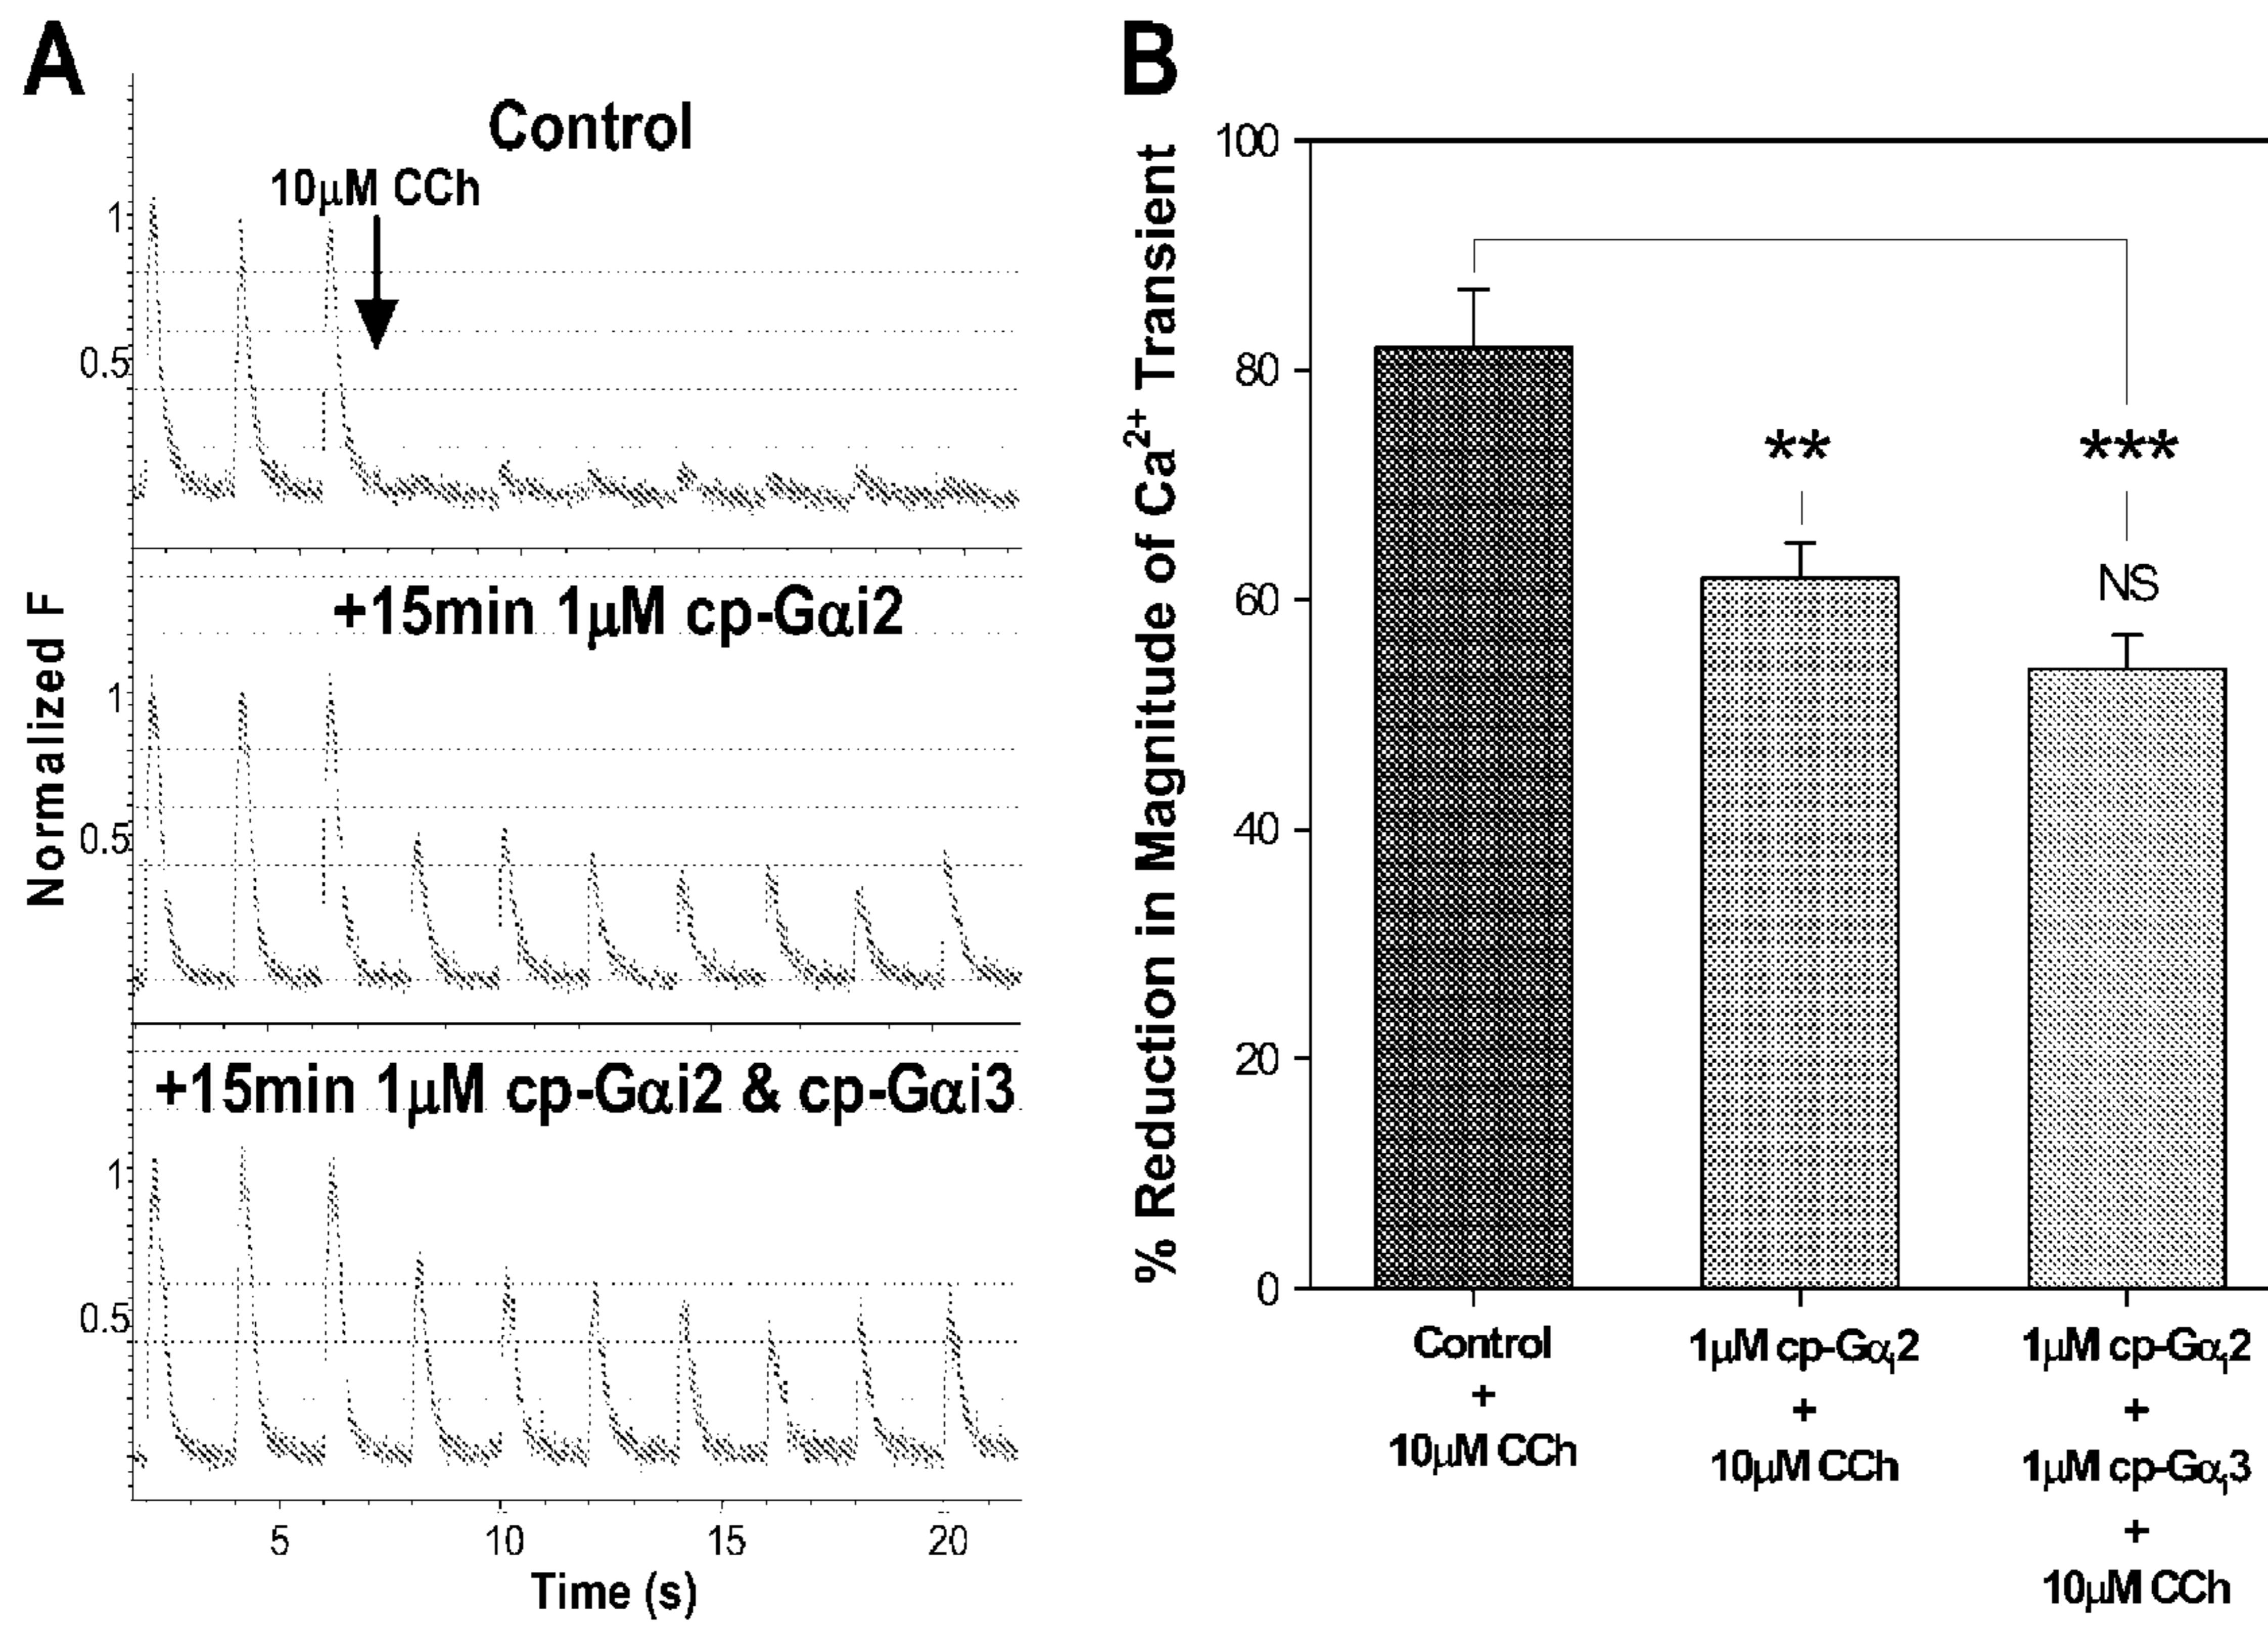 A
Control
10μM CCh
1
0.5
+15min 1μM cp-Gαi2
1
0.5
+15min 1μM cp-Gαi2 & cp-Gαi3
1
0.5
5 10 15 20
Time (s)
Normalized F
B
% Reduction in Magnitude of Ca²⁺ Transient
100
80
60
40
20
0
**
***
NS
Control
+
10μM CCh
1μM cp-Gαᵢ2
+
10μM CCh
1μM cp-Gαᵢ2
+
1μM cp-Gαᵢ3
+
10μM CCh